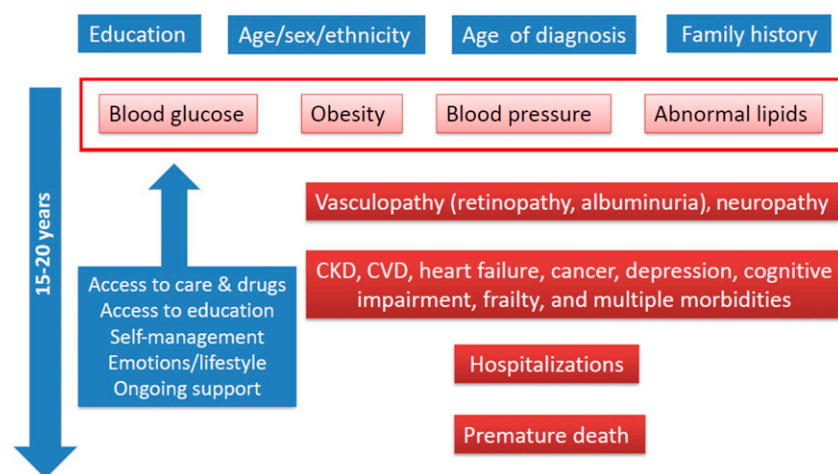 Education
Age/sex/ethnicity
Age of diagnosis
Family history
Blood glucose
Obesity
Blood pressure
Abnormal lipids
15-20 years
Vasculopathy (retinopathy, albuminuria), neuropathy
Access to care & drugs
Access to education
Self-management
Emotions/lifestyle
Ongoing support
CKD, CVD, heart failure, cancer, depression, cognitive
impairment, frailty, and multiple morbidities
Hospitalizations
Premature death